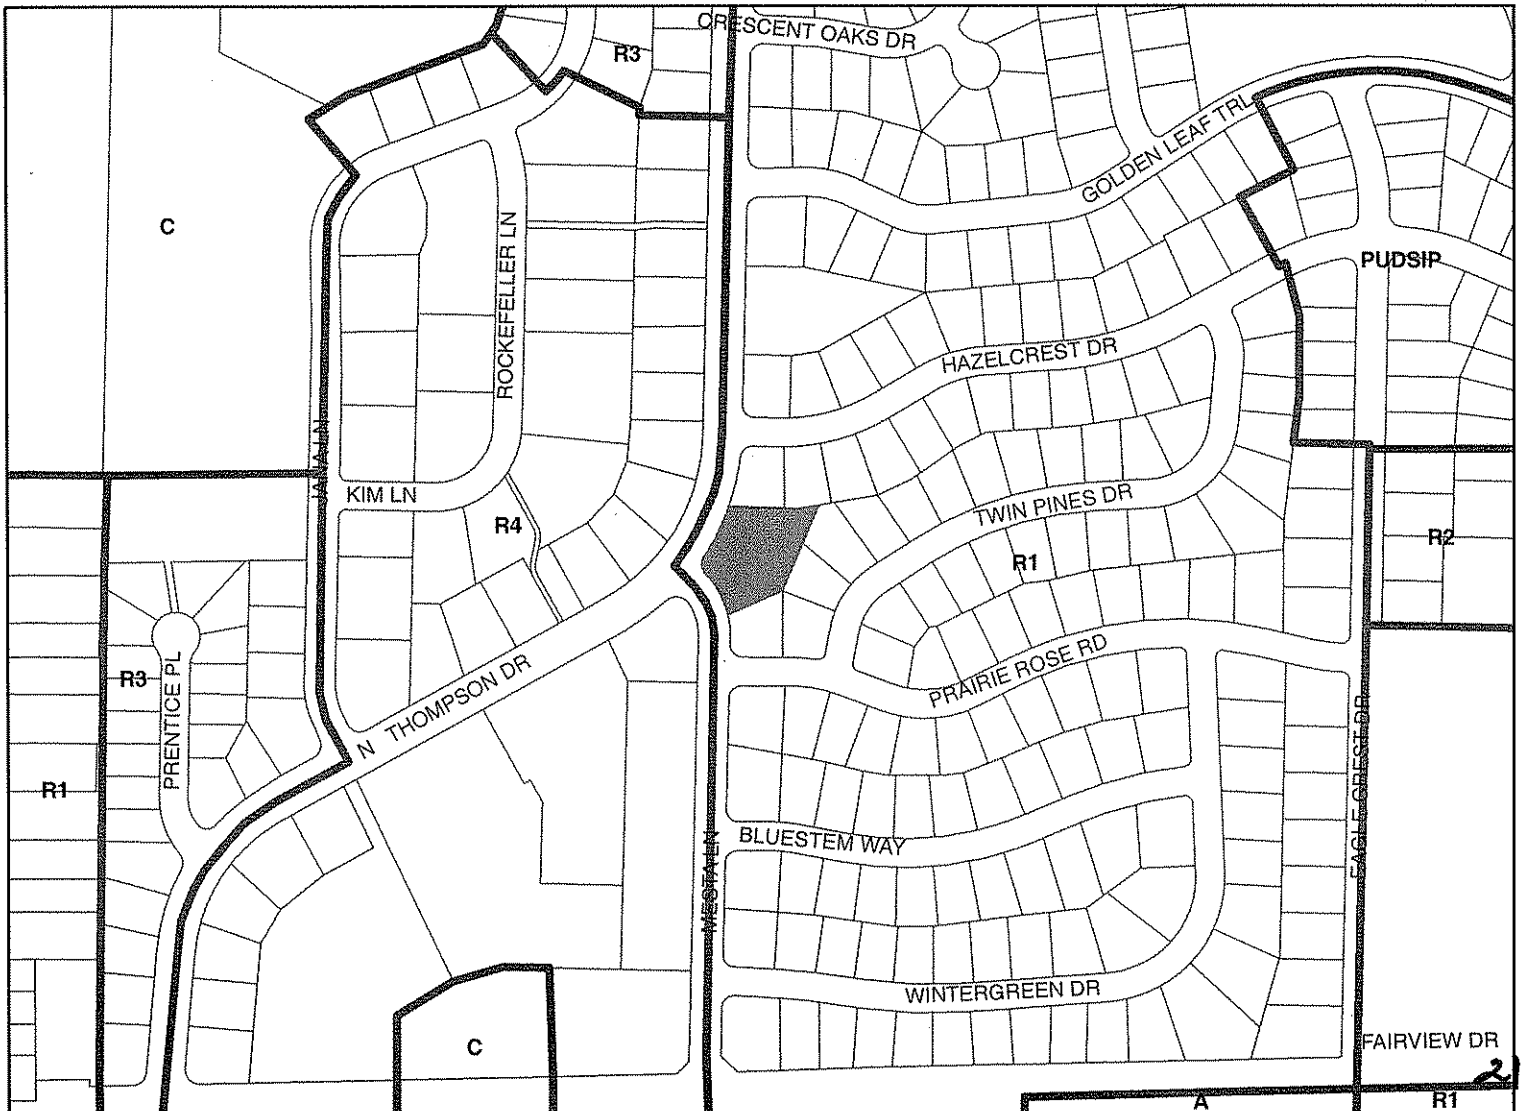 CRESCENT OAKS DR
R3
GOLDEN LEAF TRL
C
ROCKEFELLER LN
PUDSIP
HAZELCREST DR
KIM LN
TWIN PINES DR
R4
R1
R2
PRAIRIE ROSE RD
R3
PRENTICE PL
N THOMPSON DR
R1
EAGLE CREST DR
BLUESTEM WAY
MESTA LN
WINTERGREEN DR
C
FAIRVIEW DR
2
A
R1